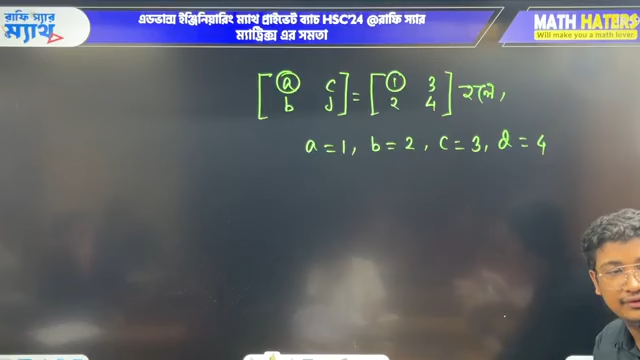 রাফি স্যার
ম্যাথ
এডভান্স ইঞ্জিনিয়ারিং ম্যাথ প্রাইভেট ব্যাচ HSC'24 @রাফি স্যার
ম্যাট্রিক্স এর সমতা
MATH HATERS
Will make you a math lover
[a c] = [1 3] হলে,
[b d] [2 4]
a = 1, b = 2, c = 3, d = 4